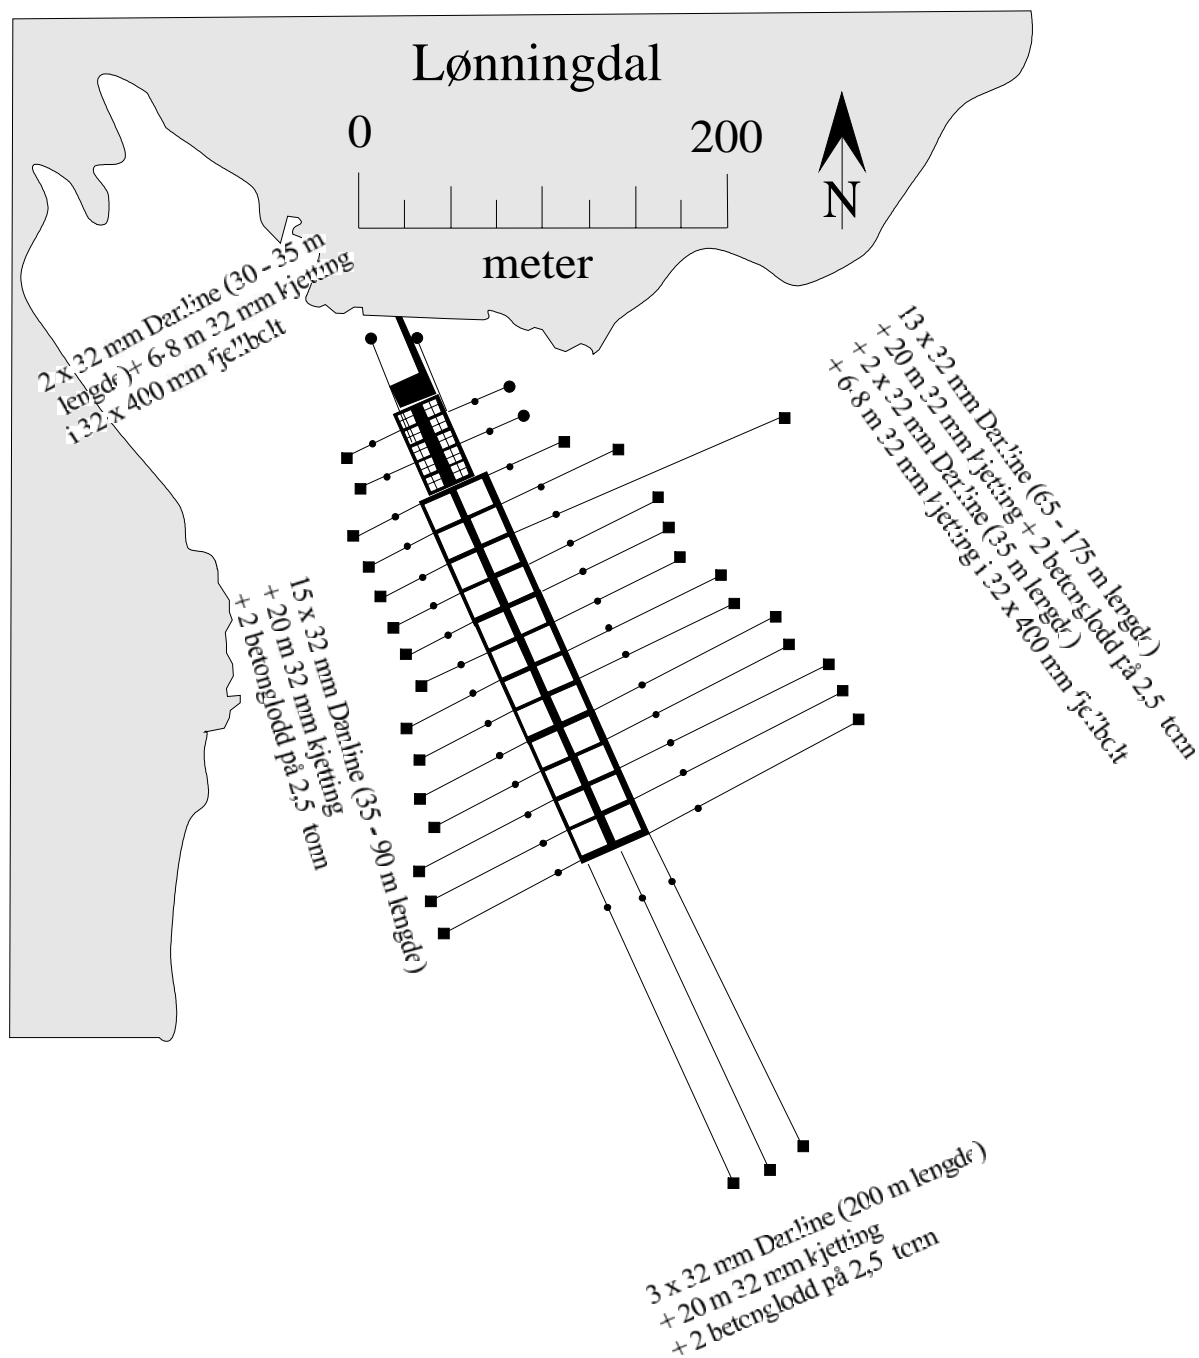 Lønningdal
0
200
N
meter
2 x 32 mm Danline (30 - 35 m
lengde)+ 6-8 m 32 mm kjetting
i 32 x 400 mm fjellbolt
13 x 32 mm Danline (65 - 175 m lengde)
+ 20 m 32 mm kjetting + 2 betonglodd på 2,5 tonn
+ 2 x 32 mm Danline (35 m lengde)
+ 6-8 m 32 mm kjetting i 32 x 400 mm fjellbolt
15 x 32 mm Danline (35 - 90 m lengde)
+ 20 m 32 mm kjetting
+ 2 betonglodd på 2,5 tonn
3 x 32 mm Danline (200 m lengde)
+ 20 m 32 mm kjetting
+ 2 betonglodd på 2,5 tonn